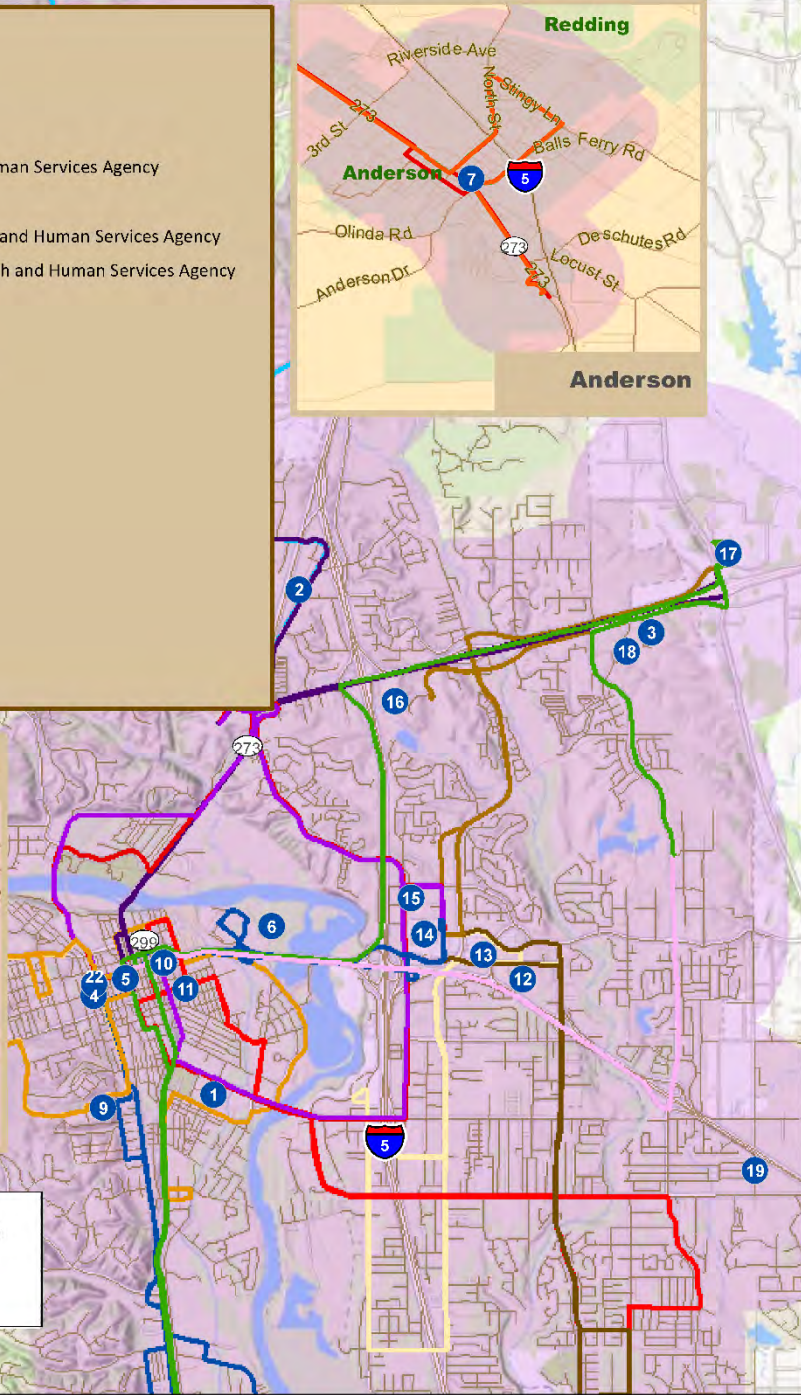 man Services Agency
and Human Services Agency
h and Human Services Agency
Redding
Riverside Ave
North St
Stingy Ln
273
3rd St
Balls Ferry Rd
Anderson
7
5
Olinda Rd
273
Deschutes Rd
Anderson Dr
Locust St
273
Anderson
17
2
3
18
16
273
15
6
14
299
13
10
5
12
22
11
4
1
9
5
19